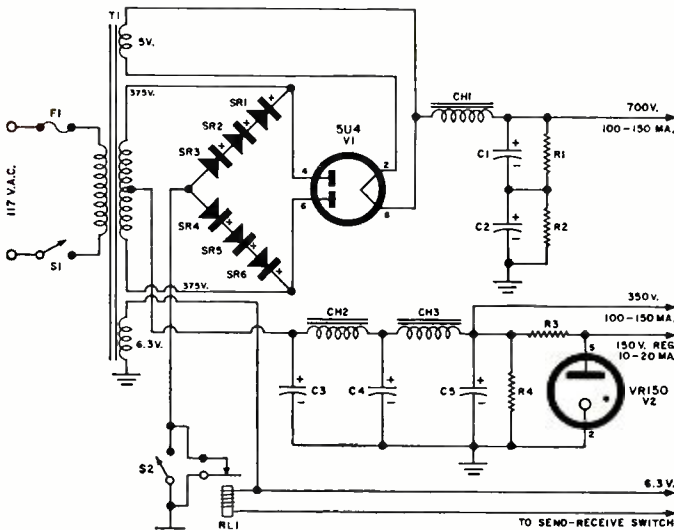 T1
5V.
F1
375V.
117 V.A.C.
S1
SR1
SR2
SR3
SR4
SR5
SR6
5U4
V1
4
6
2
8
CH1
700V.
100-150 MA.
C1
R1
C2
R2
375V.
6.3V.
CH2
CH3
350V.
100-150MA.
R3
150V. REG
10-20 MA.
5
C3
C4
C5
R4
VR150
V2
2
S2
RL1
6.3V.
TO SEND-RECEIVE SWITCH